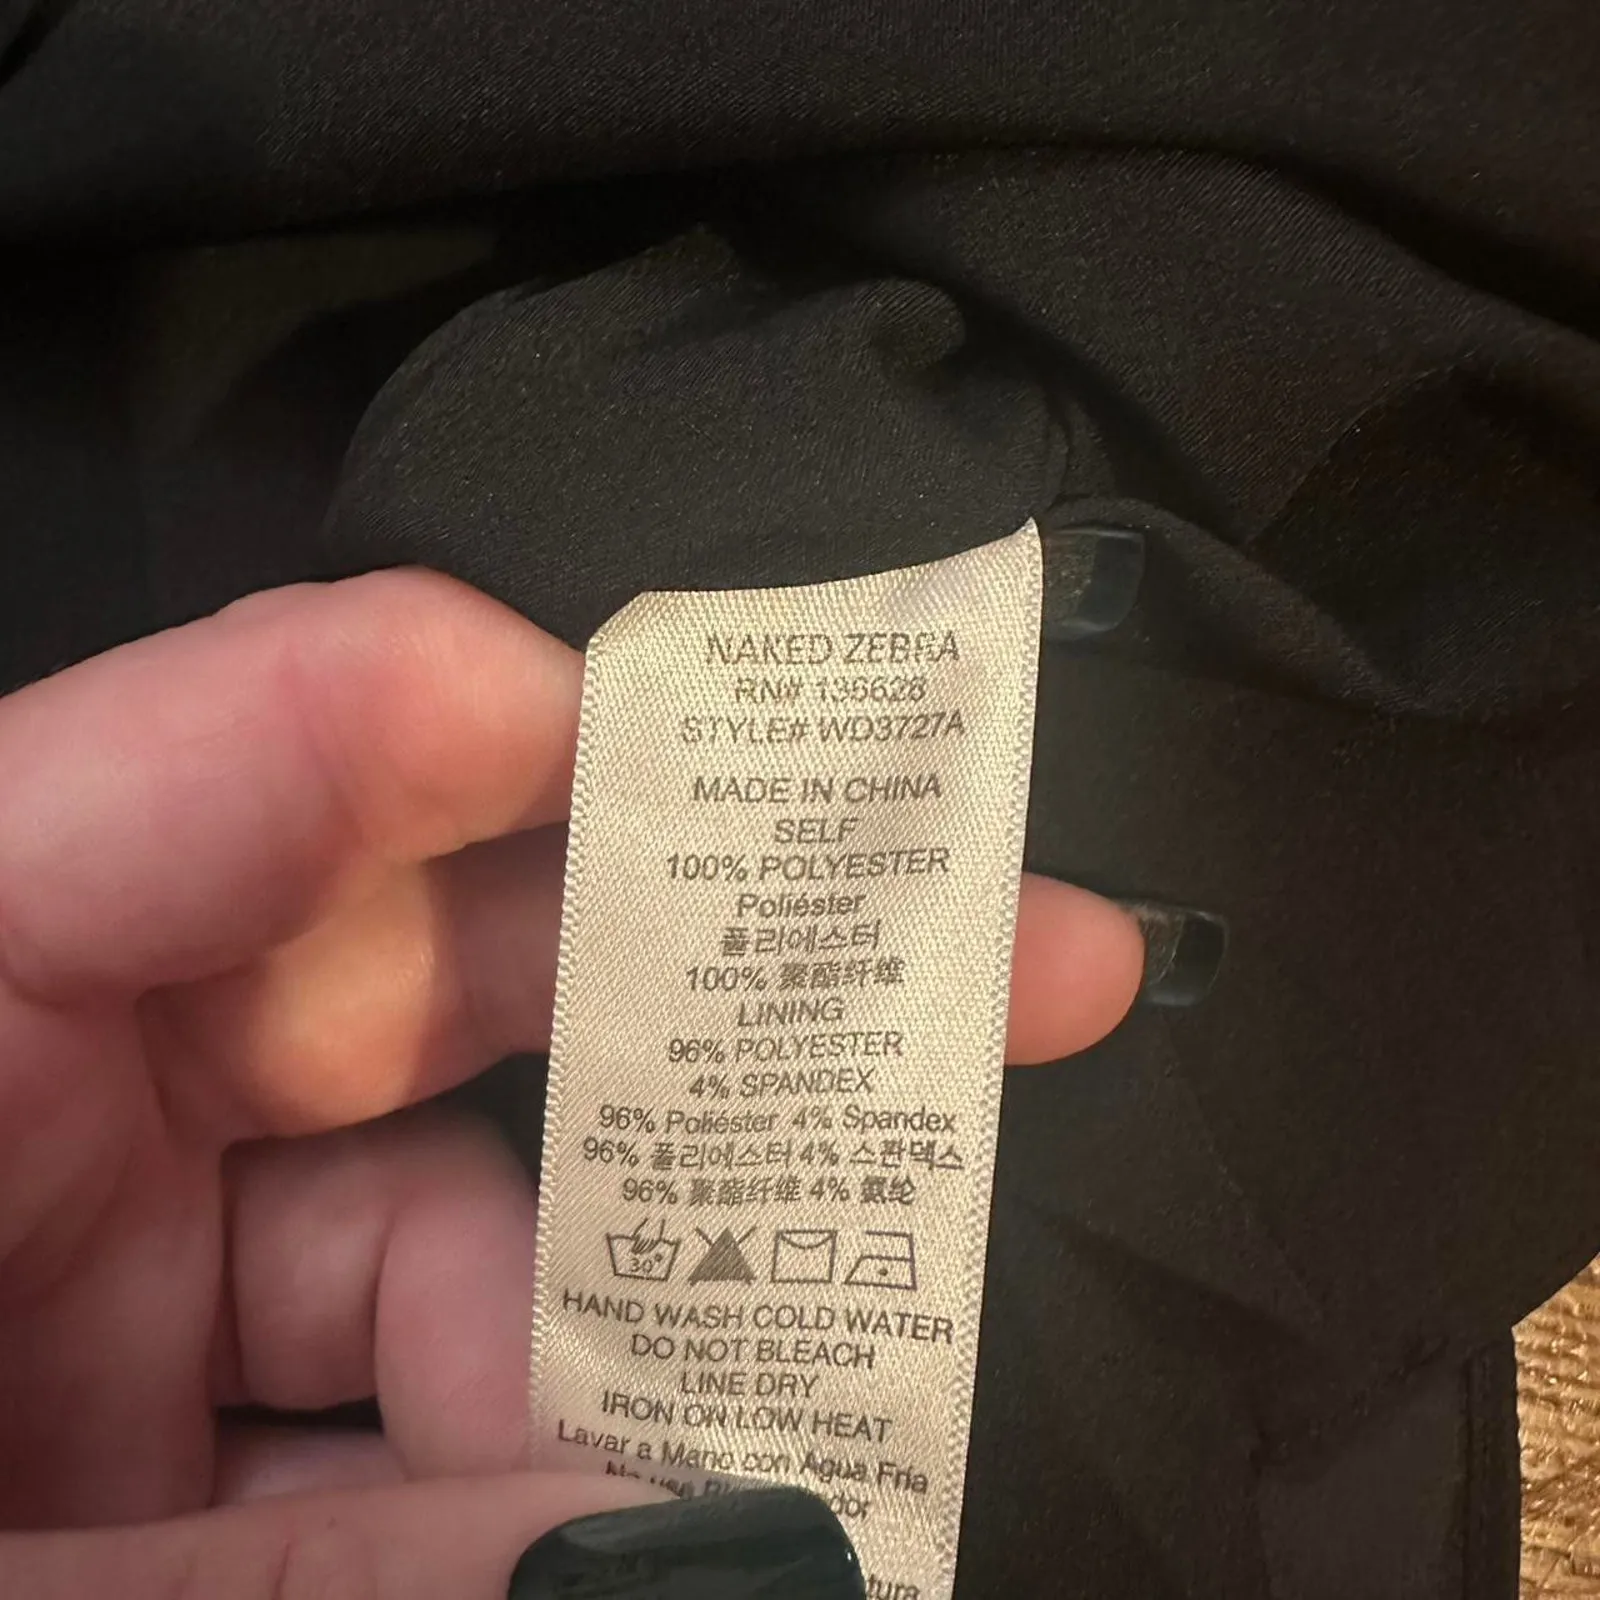 NAKED ZEBRA
RN# 136628
STYLE# WD3727A
MADE IN CHINA
SELF
100% POLYESTER
Poliéster
폴리에스터
100% 聚酯纤维
LINING
96% POLYESTER
4% SPANDEX
96% Poliéster 4% Spandex
96% 폴리에스터 4% 스판덱스
96% 聚酯纤维 4% 氨纶
30°
HAND WASH COLD WATER
DO NOT BLEACH
LINE DRY
IRON ON LOW HEAT
Lavar a Mano con Agua Fría
No use